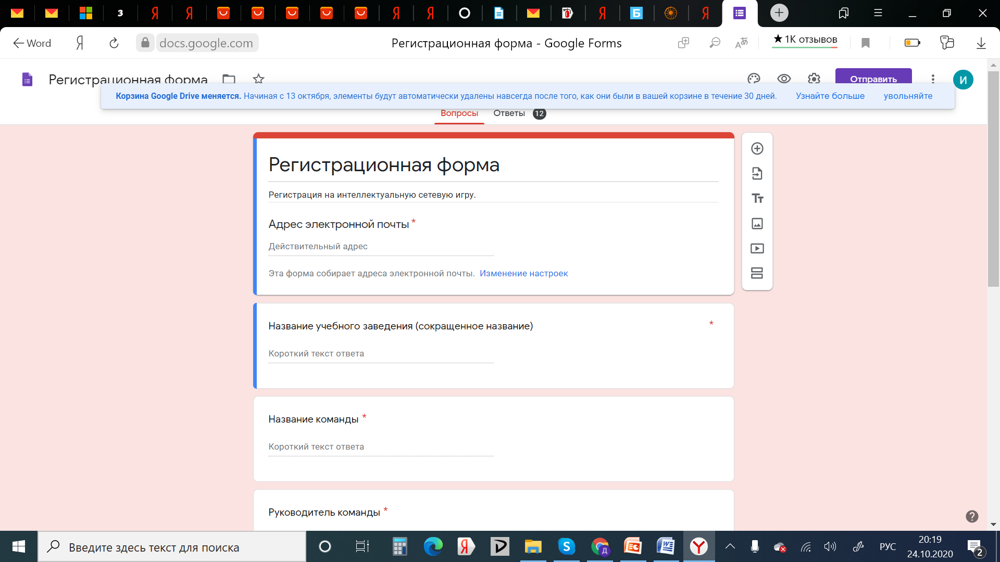 Word
docs.google.com
Регистрационная форма - Google Forms
★ 1К отзывов
Регистрационная форма
Отправить
И
Корзина Google Drive меняется. Начиная с 13 октября, элементы будут автоматически удалены навсегда после того, как они были в вашей корзине в течение 30 дней. Узнайте больше увольняйте
Вопросы Ответы 12
Регистрационная форма
Регистрация на интеллектуальную сетевую игру.
Адрес электронной почты *
Действительный адрес
Эта форма собирает адреса электронной почты. Изменение настроек
Название учебного заведения (сокращенное название) *
Короткий текст ответа
Название команды *
Короткий текст ответа
Руководитель команды *
Введите здесь текст для поиска
РУС
20:19
24.10.2020
2